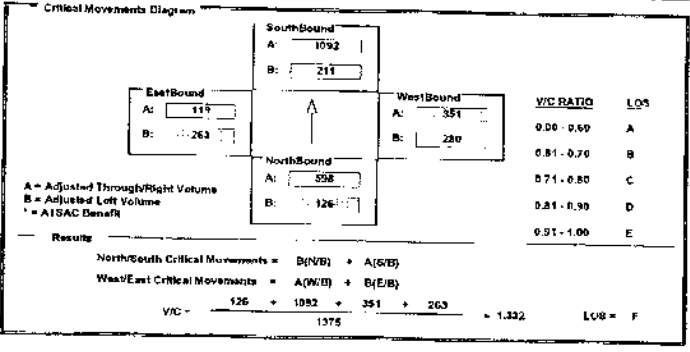 Critical Movements Diagram
SouthBound
A: 1092
B: 211
EastBound
A: 119
B: 263
WestBound
A: 351
B: 280
NorthBound
A: 598
B: 126
V/C RATIO LOS
0.00 - 0.60 A
0.61 - 0.70 B
0.71 - 0.80 C
0.81 - 0.90 D
0.91 - 1.00 E
A = Adjusted Through/Right Volume
B = Adjusted Left Volume
* = ATSAC Benefit
Results
North/South Critical Movements = B(N/B) + A(S/B)
West/East Critical Movements = A(W/B) + B(E/B)
V/C = 126 + 1092 + 351 + 263 = 1.332 LOS = F
1375